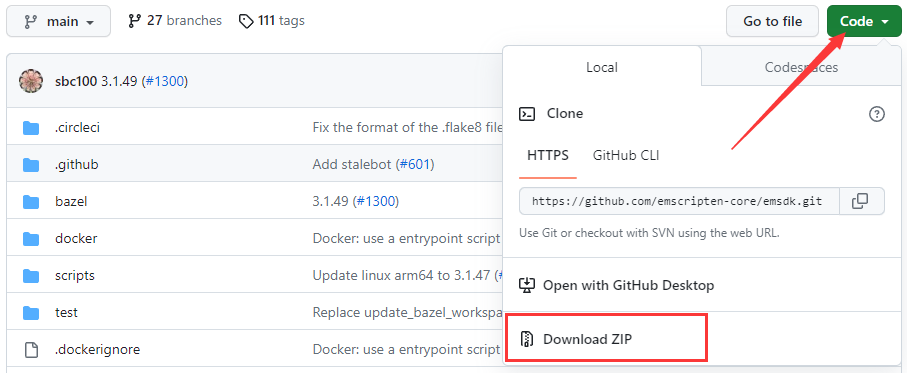 main 27 branches 111 tags Go to file Code
sbc100 3.1.49 (#1300)
.circleci Fix the format of the .flake8 file
.github Add stalebot (#601)
bazel 3.1.49 (#1300)
docker Docker: use a entrypoint script
scripts Update linux arm64 to 3.1.47 (#
test Replace update_bazel_workspa
.dockerignore Docker: use a entrypoint script
Local Codespaces
Clone
HTTPS GitHub CLI
https://github.com/emscripten-core/emsdk.git
Use Git or checkout with SVN using the web URL.
Open with GitHub Desktop
Download ZIP